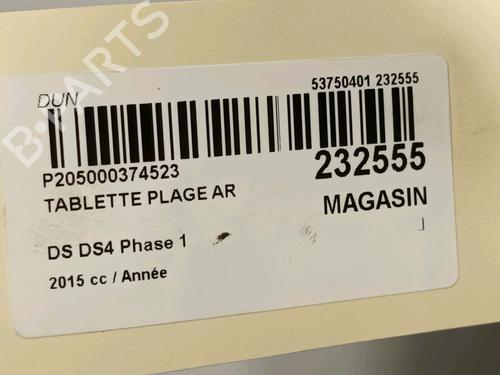 B-PARTS
DUN
53750401 232555
P205000374523
232555
TABLETTE PLAGE AR
MAGASIN
J
DS DS4 Phase 1
2015 cc / Année